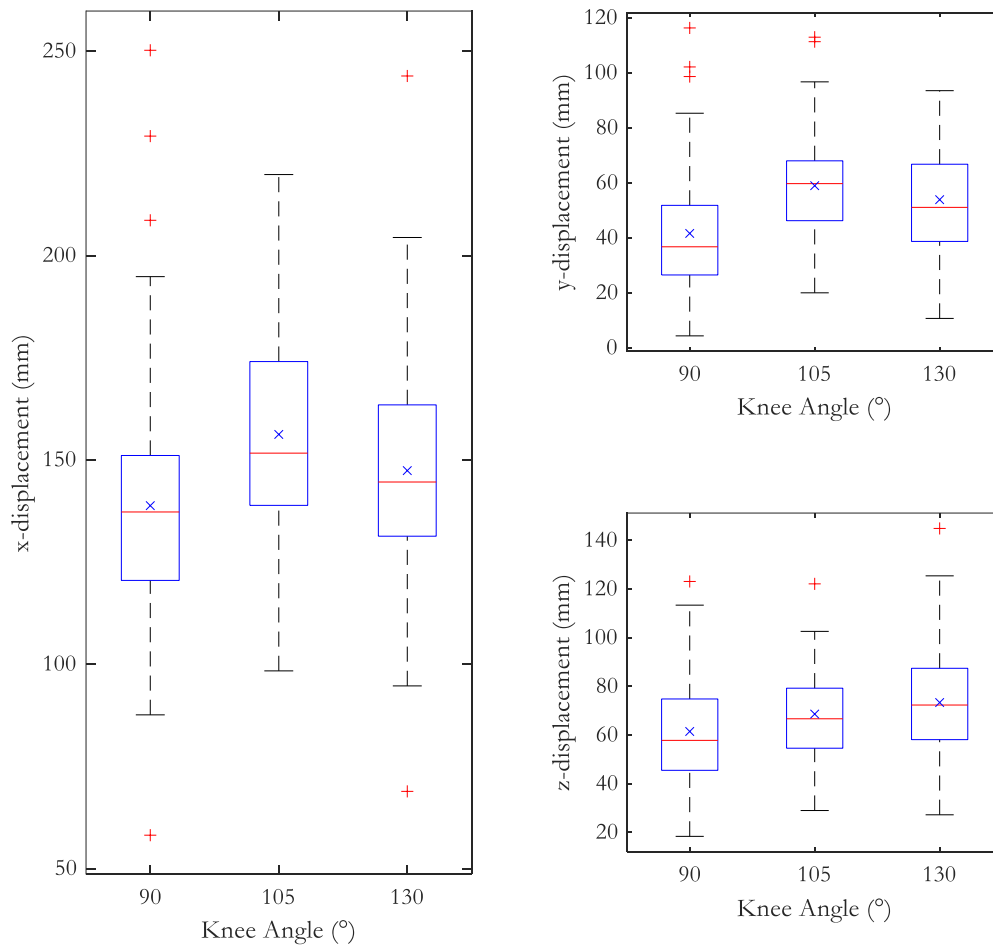 x-displacement (mm)
250
200
150
100
50
90 105 130
Knee Angle (°)
y-displacement (mm)
120
100
80
60
40
20
0
90 105 130
Knee Angle (°)
z-displacement (mm)
140
120
100
80
60
40
20
90 105 130
Knee Angle (°)